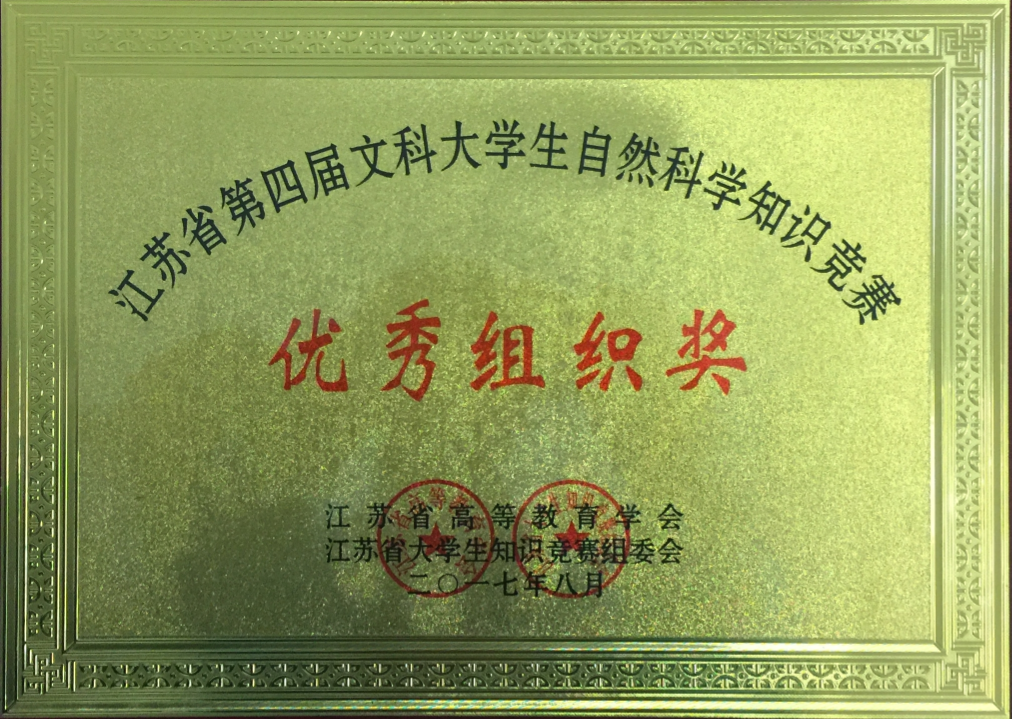 江苏省第四届文科大学生自然科学知识竞赛
优秀组织奖
江苏省高等教育学会
江苏省大学生知识竞赛组委会
二〇一七年八月